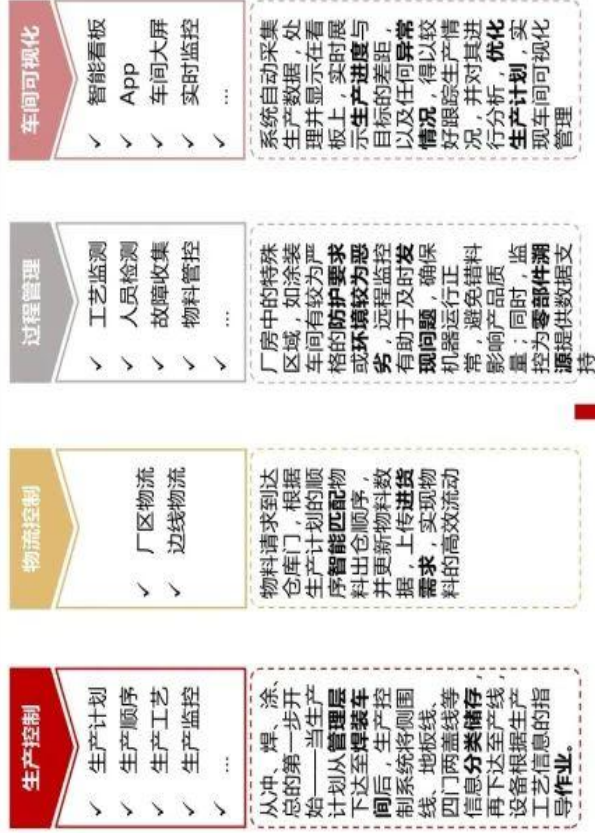 生产控制
✓ 生产计划
✓ 生产顺序
✓ 生产工艺
✓ 生产监控
✓ ...
从冲、焊、涂、
总的第一步开
始——当生产
计划从管理层
下达至焊装车
间后，生产控
制系统将侧围
线、地板线、
四门两盖线等
信息分类储存，
再下达至产线，
设备根据生产
工艺信息的指
导作业。
物流控制
✓ 厂区物流
✓ 边线物流
物料请求到达
仓库门，根据
生产计划的顺
序智能匹配物
料出仓顺序，
并更新物料数
据，上传进货
需求，实现物
料的高效流动
过程管理
✓ 工艺监测
✓ 人员检测
✓ 故障收集
✓ 物料管控
✓ ...
厂房中的特殊
区域，如涂装
车间有较为严
格的防护要求
或环境较为恶
劣，远程监控
有助于及时发
现问题，确保
机器运行正
常，避免错料
影响产品质
量；同时，监
控为零部件溯
源提供数据支
持
车间可视化
✓ 智能看板
✓ App
✓ 车间大屏
✓ 实时监控
✓ ...
系统自动采集
生产数据，处
理并显示在看
板上，实时展
示生产进度与
目标的差距，
以及任何异常
情况，得以较
好跟踪生产情
况，并对其进
行分析，优化
生产计划，实
现车间可视化
管理